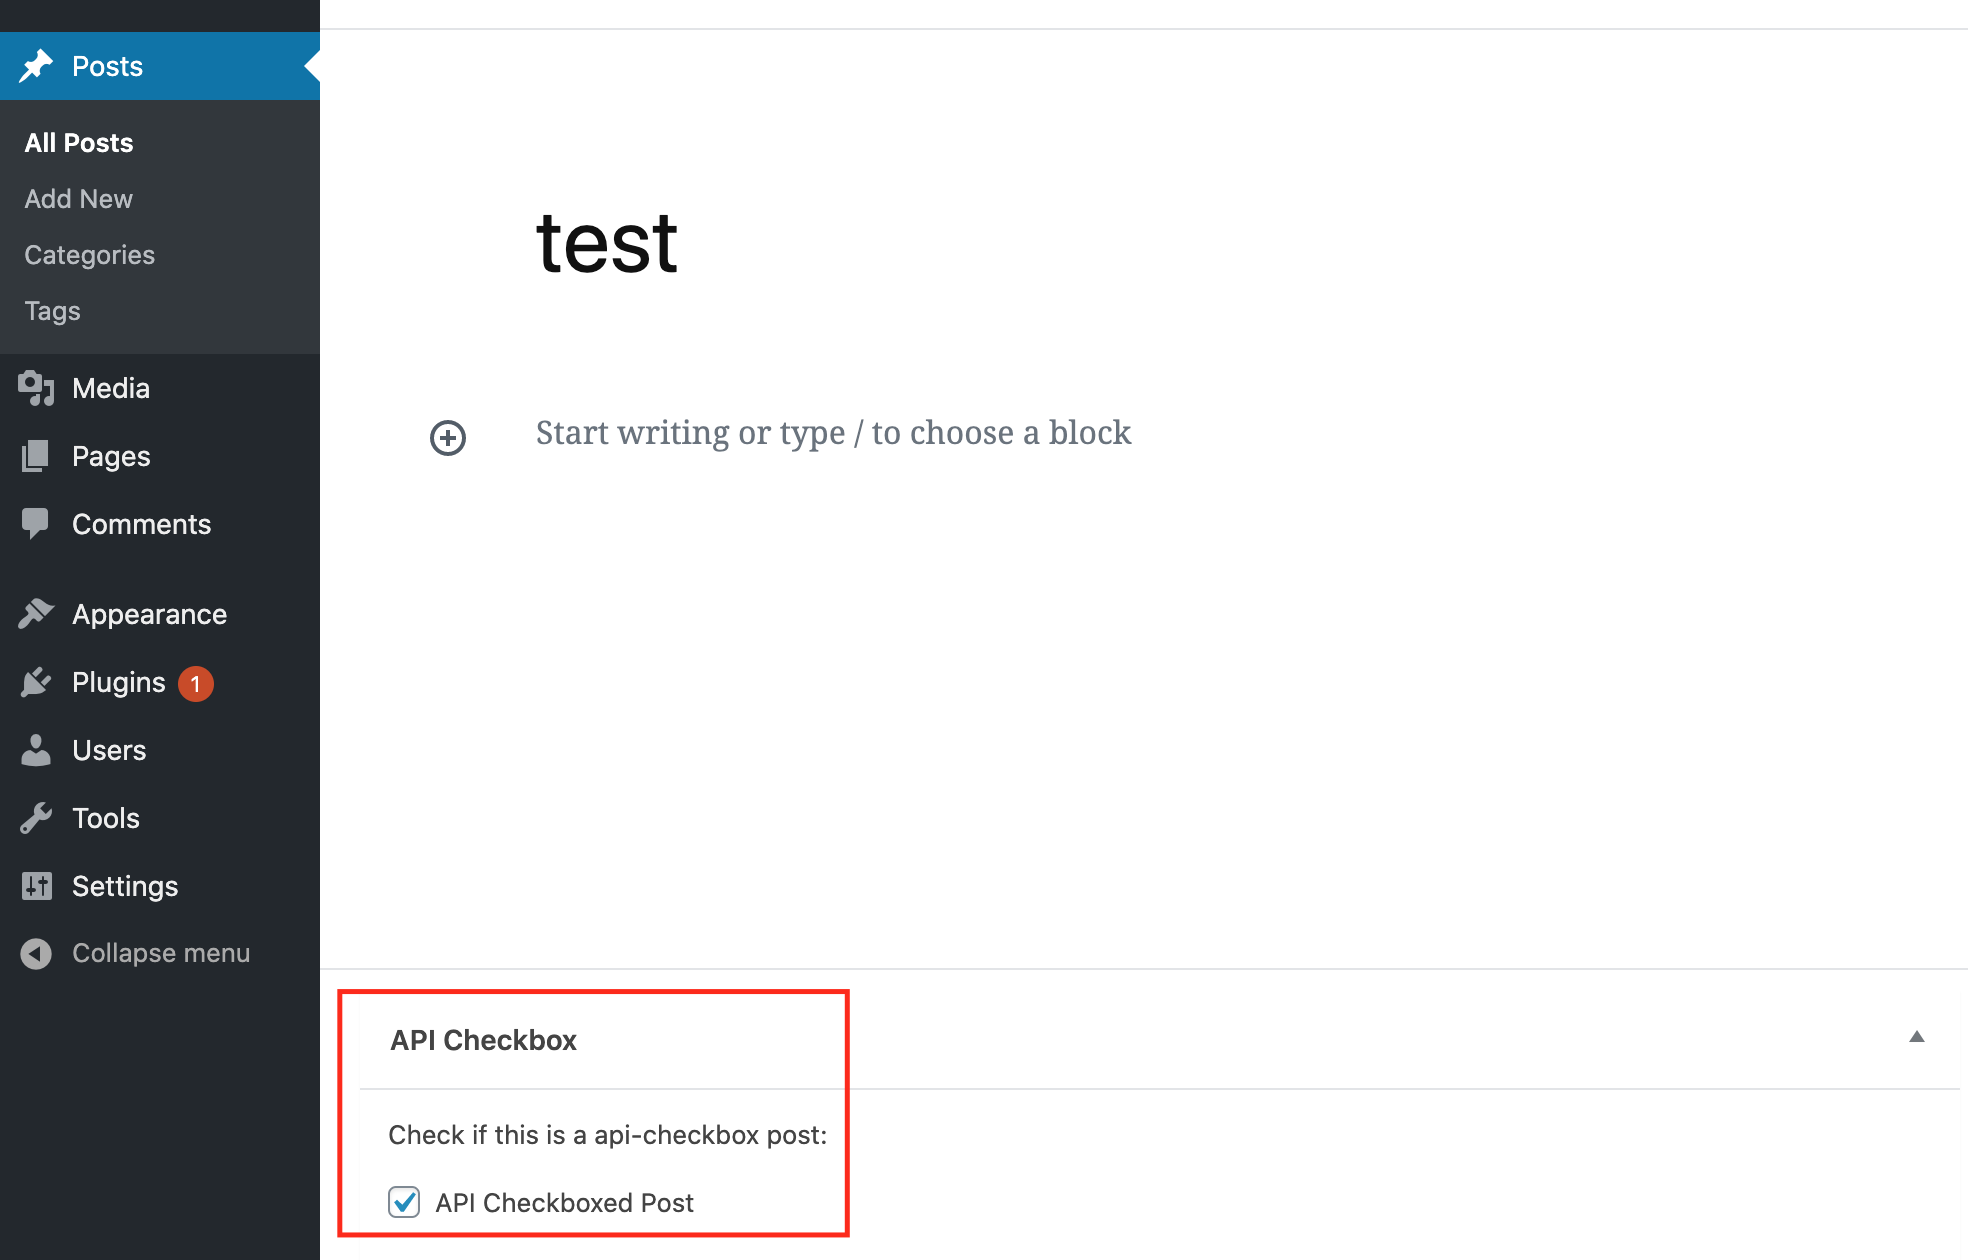 Posts
All Posts
Add New
Categories
Tags
Media
Pages
Comments
Appearance
Plugins 1
Users
Tools
Settings
Collapse menu
test
Start writing or type / to choose a block
API Checkbox
Check if this is a api-checkbox post:
API Checkboxed Post